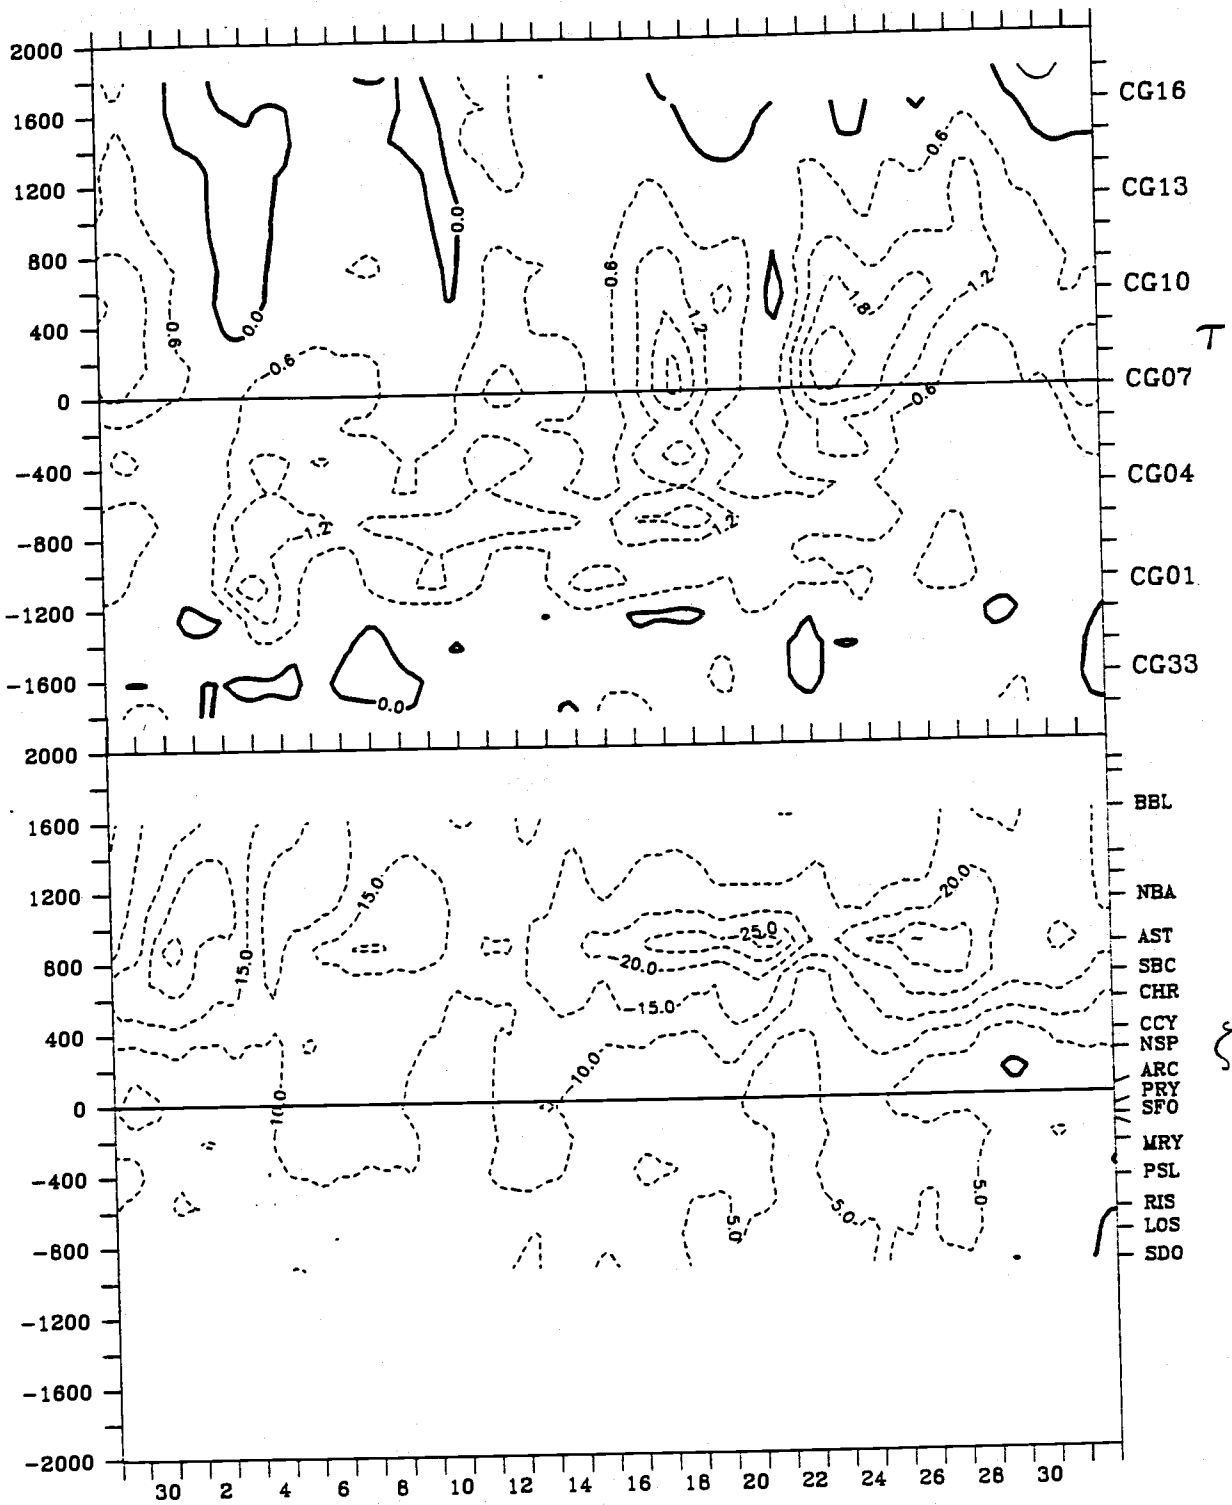 2000
1600
1200
800
400
0
-400
-800
-1200
-1600
CG16
CG13
CG10
CG07
CG04
CG01
CG33
T
-0.6
0.0
-0.6
0.0
-0.6
-0.6
-1.2
-1.8
-1.2
-0.6
-0.6
-1.2
-1.2
0.0
2000
1600
1200
800
400
0
-400
-800
-1200
-1600
-2000
BBL
NBA
AST
SBC
CHR
CCY
NSP
ARC
PRY
SFO
MRY
PSL
RIS
LOS
SDO
S
-15.0
-15.0
-20.0
-25.0
-20.0
-15.0
-10.0
-10.0
-5.0
-5.0
-5.0
30 2 4 6 8 10 12 14 16 18 20 22 24 26 28 30